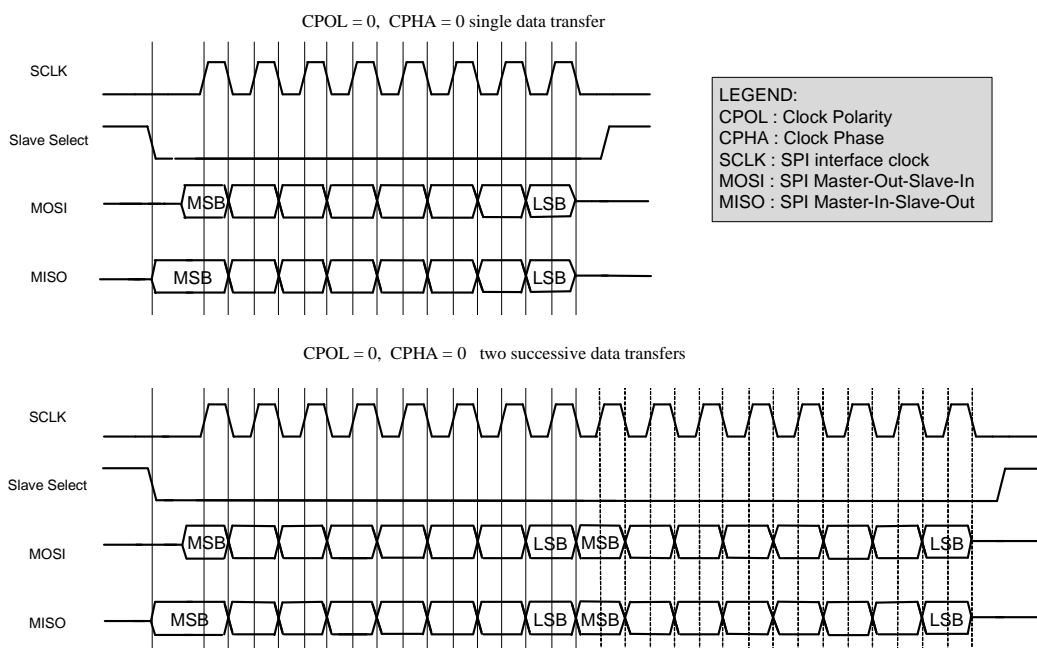 CPOL = 0, CPHA = 0 single data transfer
SCLK
Slave Select
MOSI
MSB
LSB
MISO
MSB
LSB
LEGEND:
CPOL : Clock Polarity
CPHA : Clock Phase
SCLK : SPI interface clock
MOSI : SPI Master-Out-Slave-In
MISO : SPI Master-In-Slave-Out
CPOL = 0, CPHA = 0 two successive data transfers
SCLK
Slave Select
MOSI
MSB
LSB
MSB
LSB
MISO
MSB
LSB
MSB
LSB